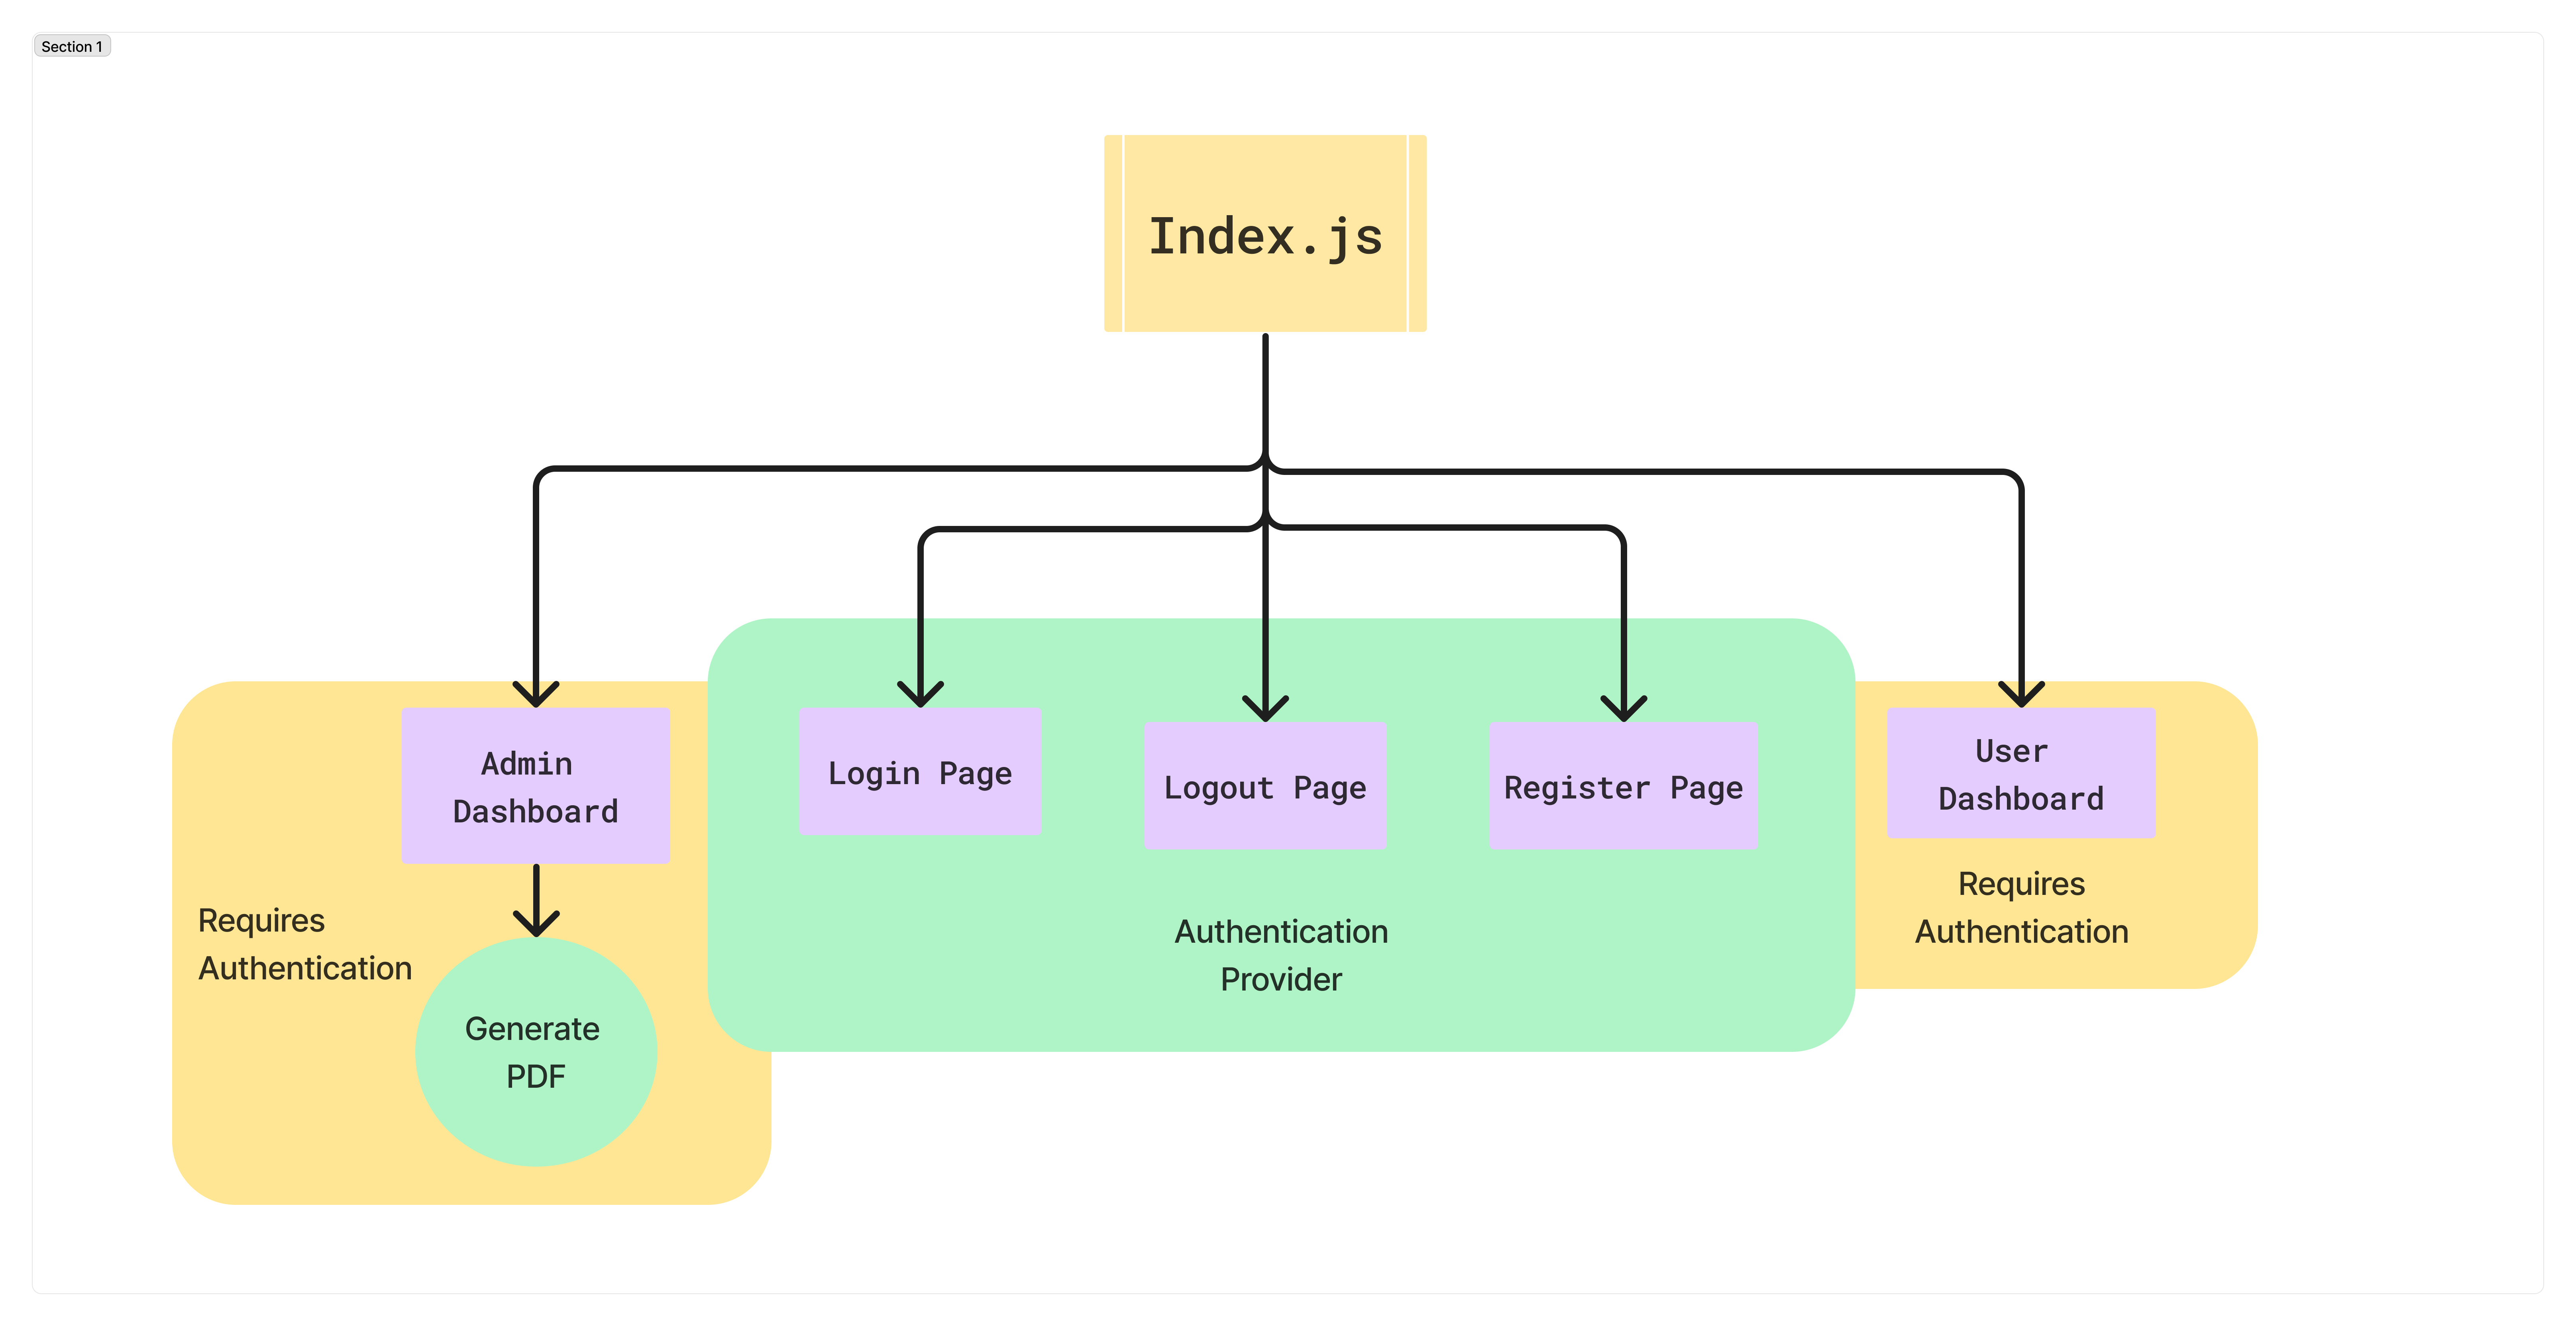 Section 1
Index.js
Admin
Dashboard
Login Page
Logout Page
Register Page
User
Dashboard
Requires
Authentication
Authentication
Provider
Requires
Authentication
Generate
PDF